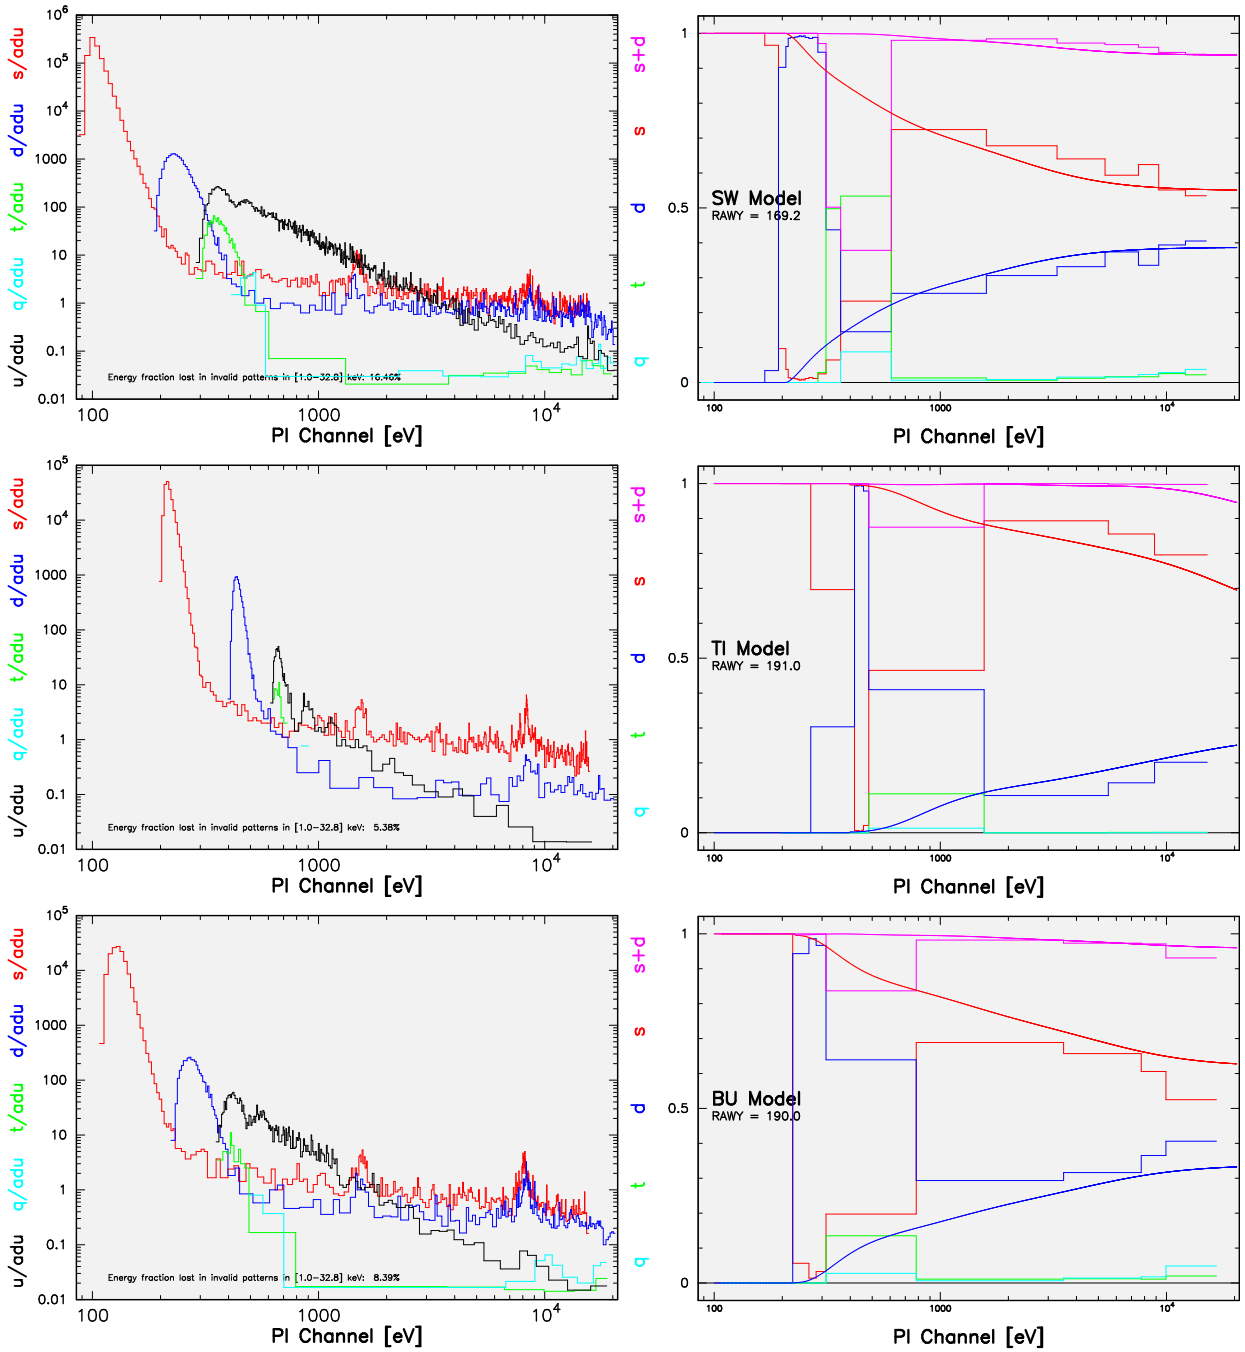 u/adu q/adu t/adu d/adu s/adu
10^6
10^5
10^4
1000
100
10
1
0.1
0.01
Energy fraction lost in invalid patterns in [1.0-32.8] keV: 16.46%
100 1000 10^4
PI Channel [eV]
q t d s s+d
1
0.5
0
SW Model
RAWY = 169.2
100 1000 10^4
PI Channel [eV]
u/adu q/adu t/adu d/adu s/adu
10^5
10^4
1000
100
10
1
0.1
0.01
Energy fraction lost in invalid patterns in [1.0-32.8] keV: 5.38%
100 1000 10^4
PI Channel [eV]
q t d s s+d
1
0.5
0
TI Model
RAWY = 191.0
100 1000 10^4
PI Channel [eV]
u/adu q/adu t/adu d/adu s/adu
10^5
10^4
1000
100
10
1
0.1
0.01
Energy fraction lost in invalid patterns in [1.0-32.8] keV: 8.39%
100 1000 10^4
PI Channel [eV]
q t d s s+d
1
0.5
0
BU Model
RAWY = 190.0
100 1000 10^4
PI Channel [eV]